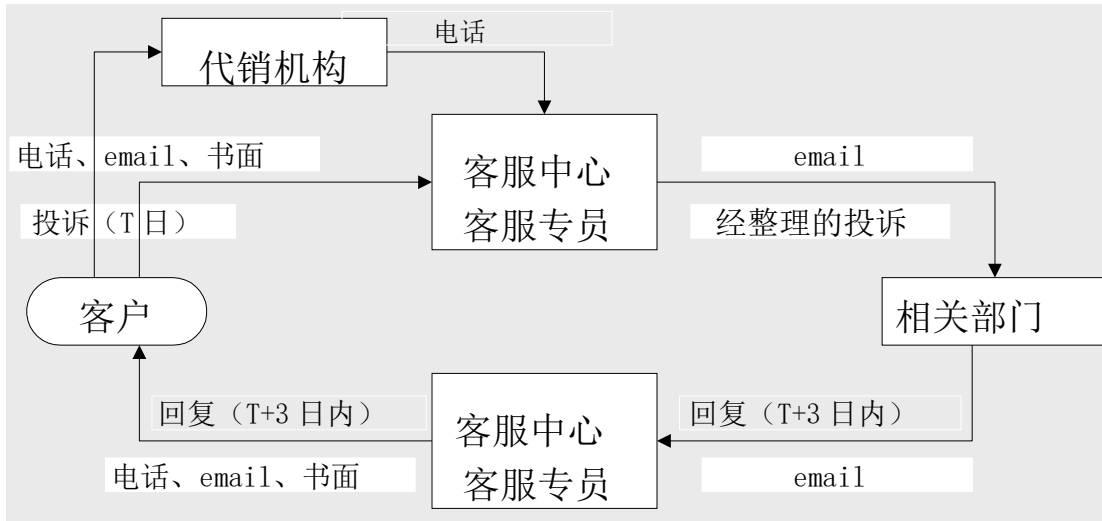 电话
代销机构
电话、email、书面
客服中心
客服专员
email
投诉（T 日）
经整理的投诉
客户
相关部门
回复（T+3 日内）
客服中心
客服专员
回复（T+3 日内）
电话、email、书面
email